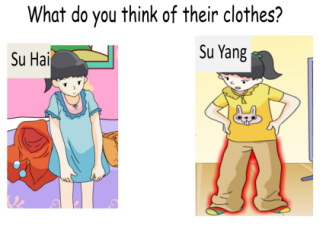 What do you think of their clothes?
Su Hai
Su Yang